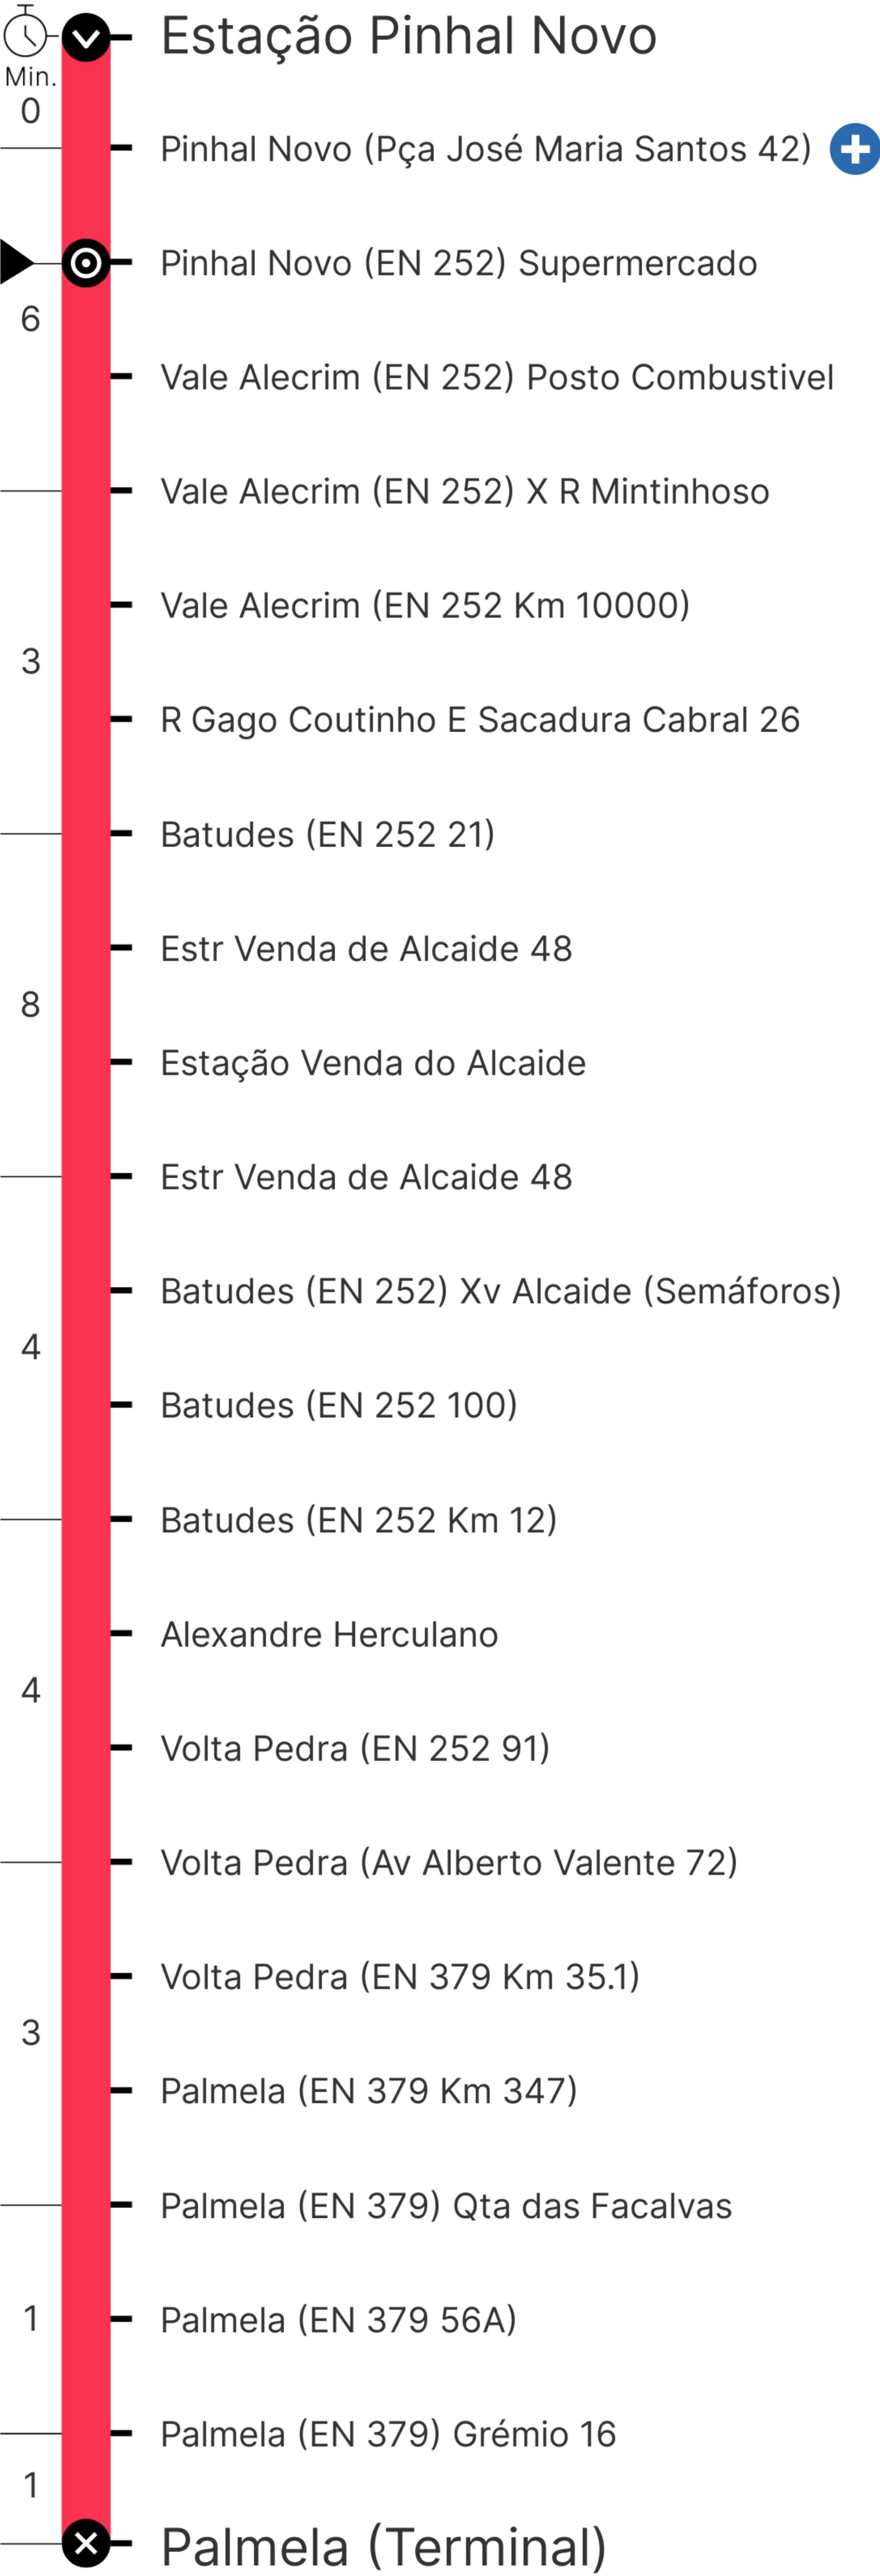 Estação Pinhal Novo
Min.
0
Pinhal Novo (Pça José Maria Santos 42)
Pinhal Novo (EN 252) Supermercado
6
Vale Alecrim (EN 252) Posto Combustivel
Vale Alecrim (EN 252) X R Mintinhoso
Vale Alecrim (EN 252 Km 10000)
3
R Gago Coutinho E Sacadura Cabral 26
Batudes (EN 252 21)
Estr Venda de Alcaide 48
8
Estação Venda do Alcaide
Estr Venda de Alcaide 48
Batudes (EN 252) Xv Alcaide (Semáforos)
4
Batudes (EN 252 100)
Batudes (EN 252 Km 12)
Alexandre Herculano
4
Volta Pedra (EN 252 91)
Volta Pedra (Av Alberto Valente 72)
Volta Pedra (EN 379 Km 35.1)
3
Palmela (EN 379 Km 347)
Palmela (EN 379) Qta das Facalvas
1
Palmela (EN 379 56A)
Palmela (EN 379) Grémio 16
1
Palmela (Terminal)